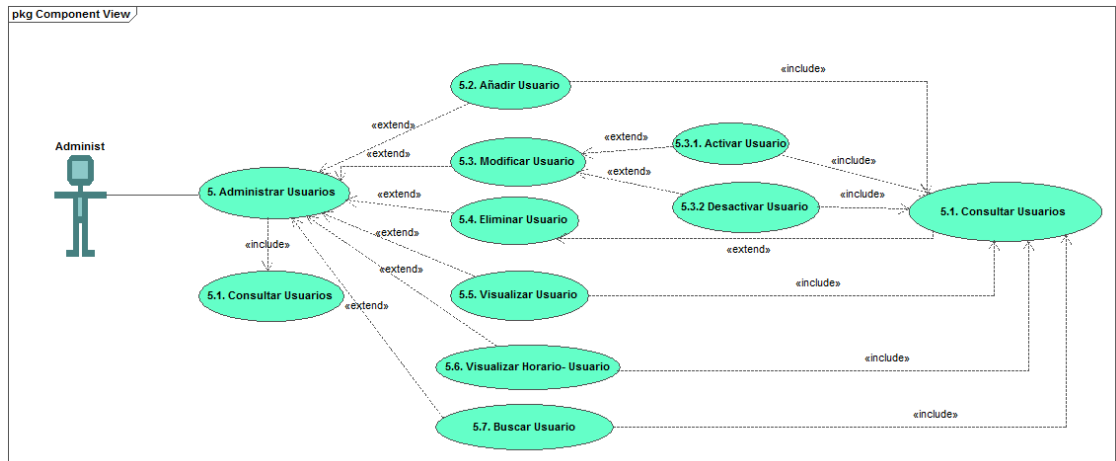 pkg Component View
«include»
5.2. Añadir Usuario
«extend»
Administ
5.3. Modificar Usuario
«extend»
«extend»
5.3.1. Activar Usuario
«include»
5. Administrar Usuarios
«extend»
5.3.2 Desactivar Usuario
«include»
5.1. Consultar Usuarios
5.4. Eliminar Usuario
«extend»
«include»
«extend»
«extend»
5.1. Consultar Usuarios
«extend»
5.5. Visualizar Usuario
«include»
«extend»
5.6. Visualizar Horario- Usuario
«include»
5.7. Buscar Usuario
«include»